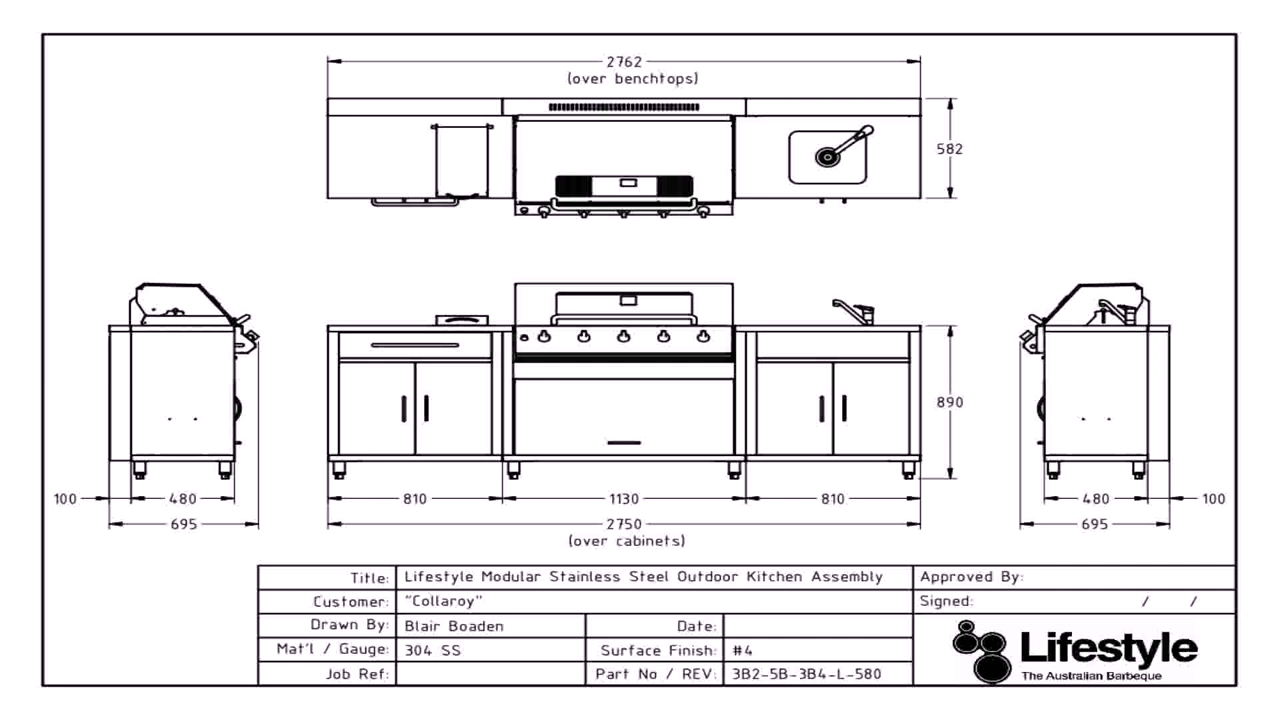 2762
(over benchtops)
582
890
100
480
695
810
1130
810
2750
(over cabinets)
480
100
695
Title: Lifestyle Modular Stainless Steel Outdoor Kitchen Assembly
Approved By:
Customer: "Collaroy"
Signed: / /
Drawn By: Blair Boaden
Date:
Mat'l / Gauge: 304 SS
Surface Finish: #4
Job Ref:
Part No / REV: 3B2-5B-3B4-L-580
Lifestyle
The Australian Barbeque